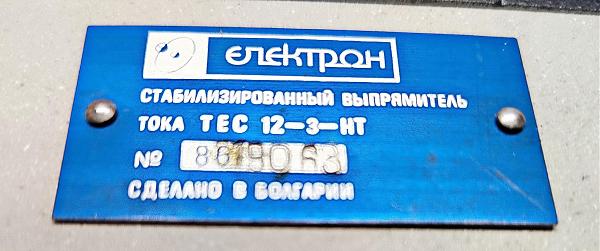 ЕЛЕКТРОН
СТАБИЛИЗИРОВАННЫЙ ВЫПРЯМИТЕЛЬ
ТОКА ТЕС 12-3-НТ
№
СДЕЛАНО В БОЛГАРИИ